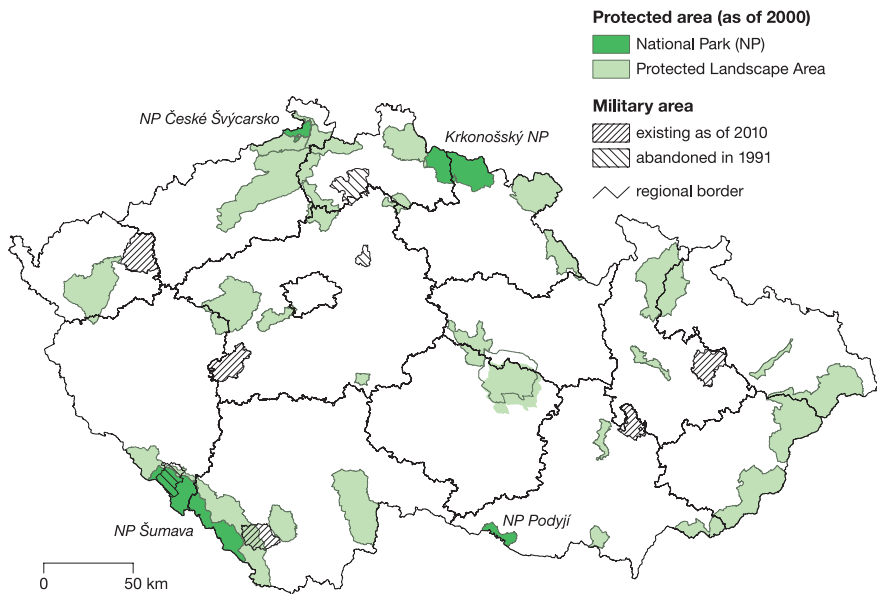 Protected area (as of 2000)
National Park (NP)
Protected Landscape Area
Military area
existing as of 2010
abandoned in 1991
regional border
NP České Švýcarsko
Krkonošský NP
NP Šumava
NP Podyjí
0 50 km